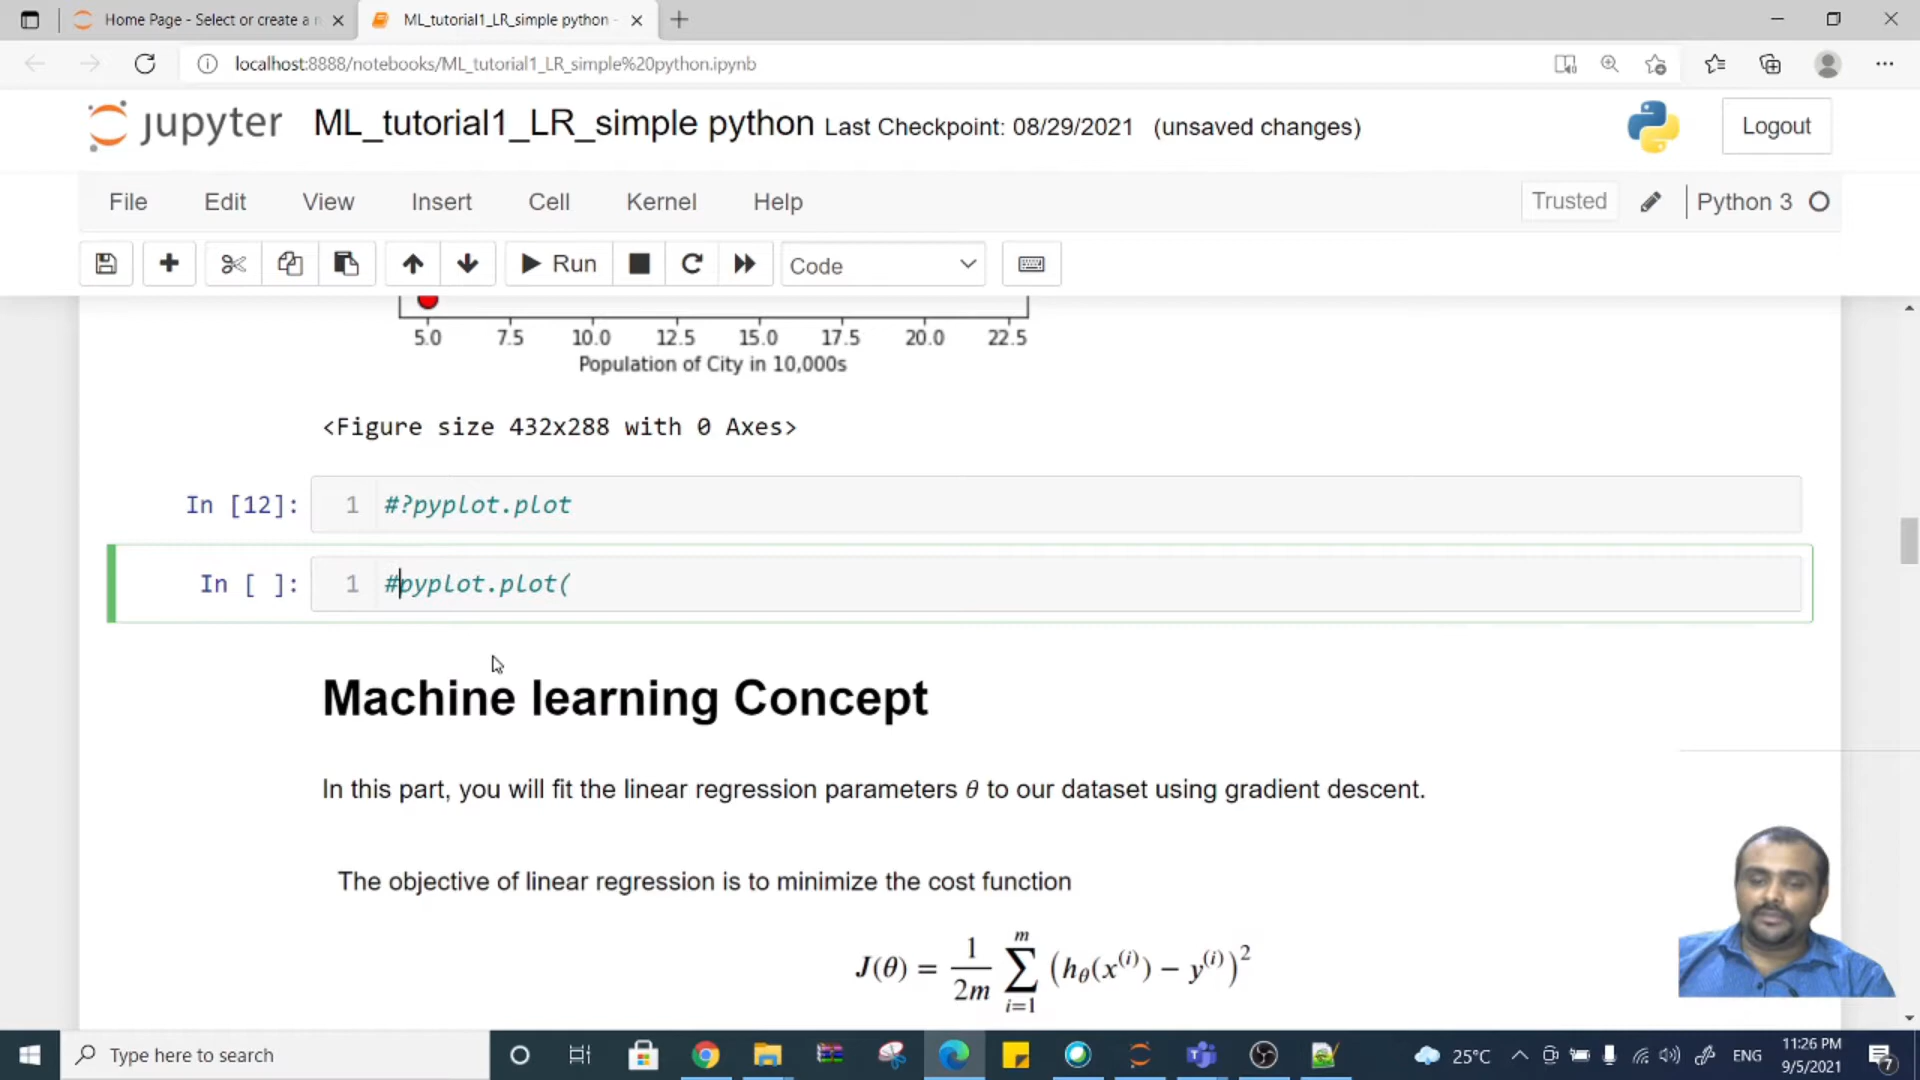 Home Page - Select or create a n
ML_tutorial1_LR_simple python -
localhost:8888/notebooks/ML_tutorial1_LR_simple%20python.ipynb
jupyter ML_tutorial1_LR_simple python Last Checkpoint: 08/29/2021 (unsaved changes) Logout
File Edit View Insert Cell Kernel Help Trusted Python 3
Run Code
5.0 7.5 10.0 12.5 15.0 17.5 20.0 22.5
Population of City in 10,000s
<Figure size 432x288 with 0 Axes>
In [12]: 1 #?pyplot.plot
In [ ]: 1 #pyplot.plot(
Machine learning Concept
In this part, you will fit the linear regression parameters θ to our dataset using gradient descent.
The objective of linear regression is to minimize the cost function
J(θ) = 1/2m ∑_{i=1}^{m} (h_θ(x^{(i)}) − y^{(i)})^2
Type here to search 25°C ENG 11:26 PM
9/5/2021 7